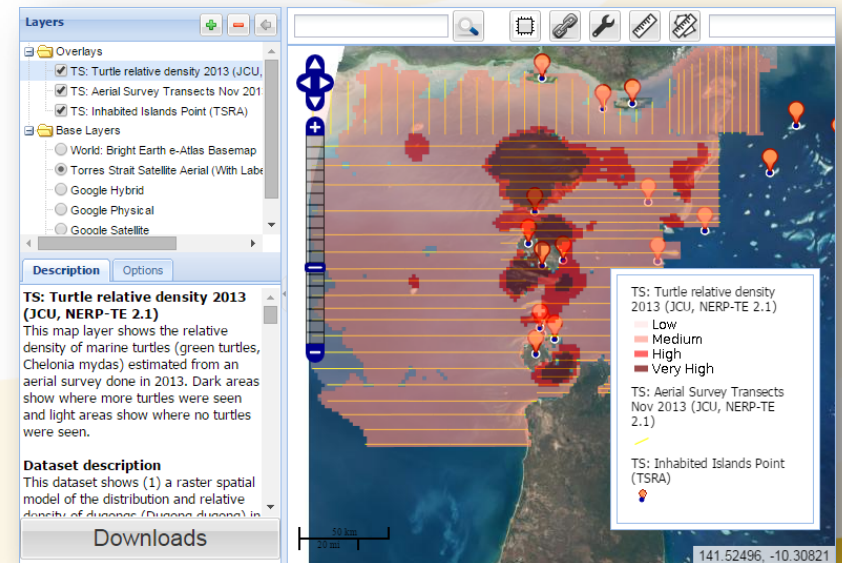 Layers
Overlays
TS: Turtle relative density 2013 (JCU,
TS: Aerial Survey Transects Nov 201
TS: Inhabited Islands Point (TSRA)
Base Layers
World: Bright Earth e-Atlas Basemap
Torres Strait Satellite Aerial (With Labe
Google Hybrid
Google Physical
Google Satellite
Description Options
TS: Turtle relative density 2013
(JCU, NERP-TE 2.1)
This map layer shows the relative
density of marine turtles (green turtles,
Chelonia mydas) estimated from an
aerial survey done in 2013. Dark areas
show where more turtles were seen
and light areas show where no turtles
were seen.
Dataset description
This dataset shows (1) a raster spatial
model of the distribution and relative
density of dugongs (Dugong dugong) in
Downloads
TS: Turtle relative density
2013 (JCU, NERP-TE 2.1)
Low
Medium
High
Very High
TS: Aerial Survey Transects
Nov 2013 (JCU, NERP-TE
2.1)
TS: Inhabited Islands Point
(TSRA)
50 km
20 mi
141.52496, -10.30821